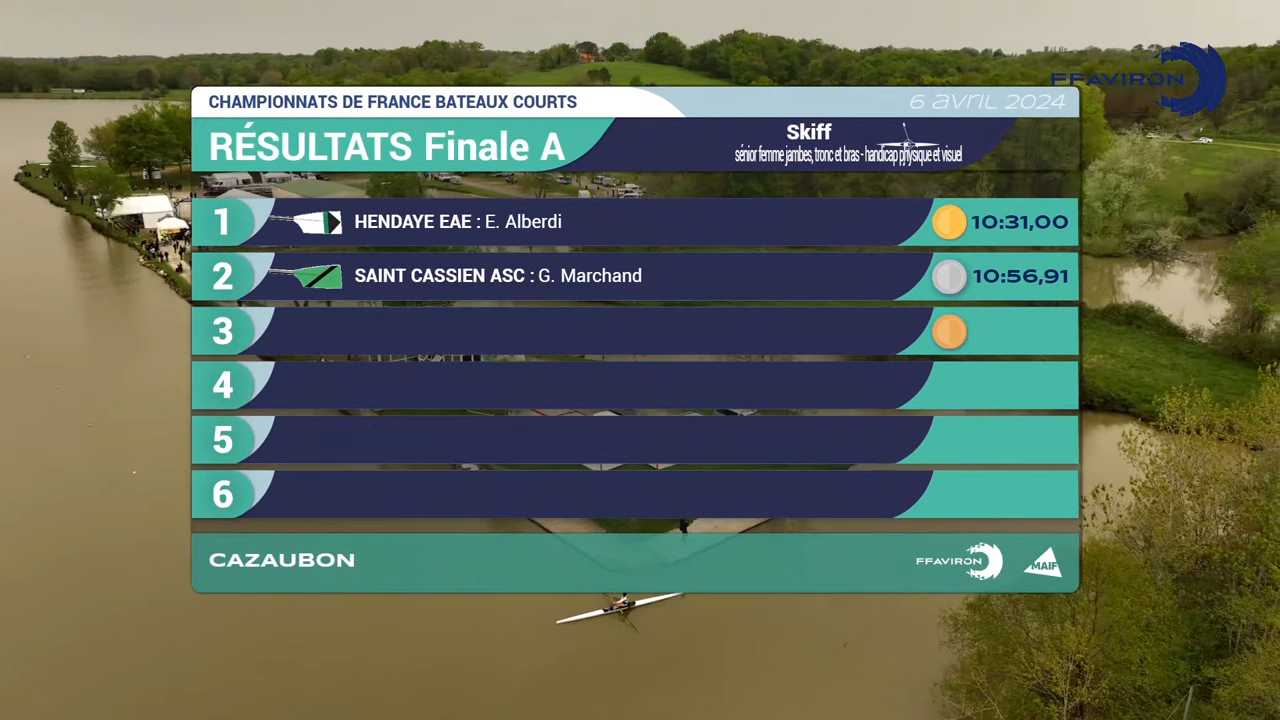 FFAVIRON
CHAMPIONNATS DE FRANCE BATEAUX COURTS
6 avril 2024
RÉSULTATS Finale A
Skiff
sénior femme jambes, tronc et bras - handicap physique et visuel
1 HENDAYE EAE : E. Alberdi 10:31,00
2 SAINT CASSIEN ASC : G. Marchand 10:56,91
3
4
5
6
CAZAUBON
FFAVIRON
MAIF